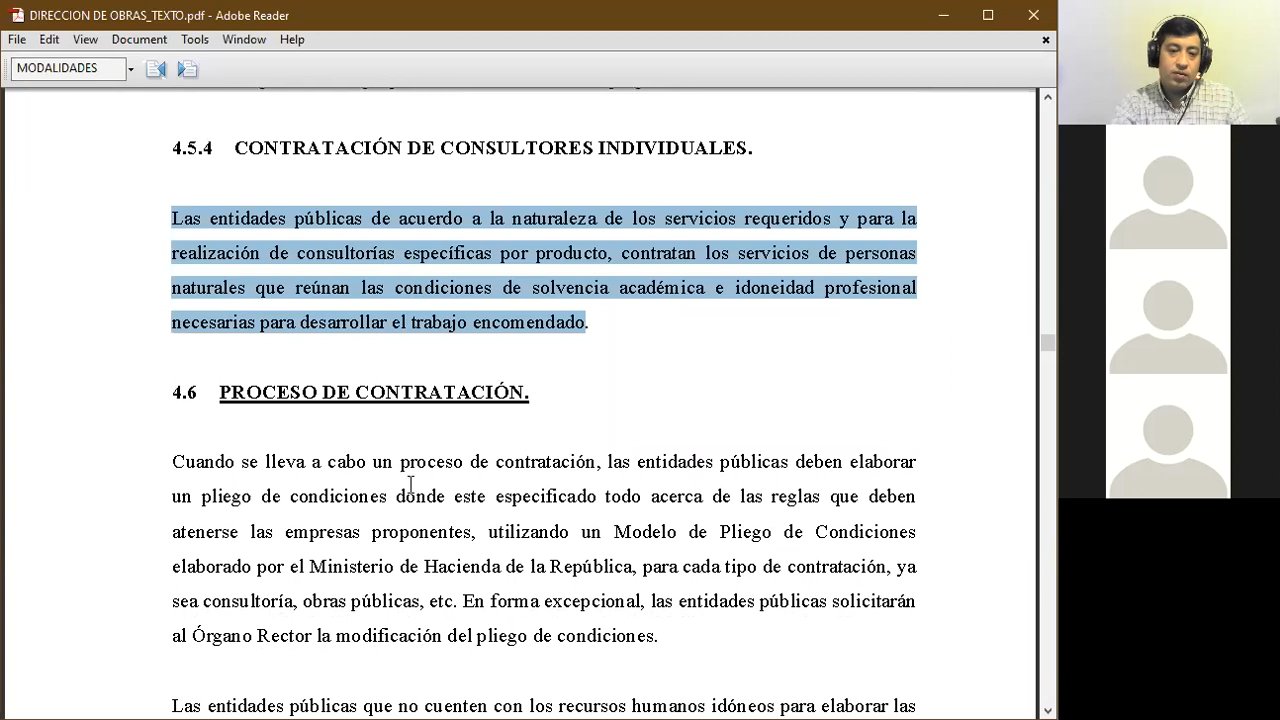 DIRECCION DE OBRAS_TEXTO.pdf - Adobe Reader
File Edit View Document Tools Window Help
MODALIDADES
4.5.4 CONTRATACIÓN DE CONSULTORES INDIVIDUALES.
Las entidades públicas de acuerdo a la naturaleza de los servicios requeridos y para la
realización de consultorías específicas por producto, contratan los servicios de personas
naturales que reúnan las condiciones de solvencia académica e idoneidad profesional
necesarias para desarrollar el trabajo encomendado.
4.6 PROCESO DE CONTRATACIÓN.
Cuando se lleva a cabo un proceso de contratación, las entidades públicas deben elaborar
un pliego de condiciones donde este especificado todo acerca de las reglas que deben
atenerse las empresas proponentes, utilizando un Modelo de Pliego de Condiciones
elaborado por el Ministerio de Hacienda de la República, para cada tipo de contratación, ya
sea consultoría, obras públicas, etc. En forma excepcional, las entidades públicas solicitarán
al Órgano Rector la modificación del pliego de condiciones.
Las entidades públicas que no cuenten con los recursos humanos idóneos para elaborar las